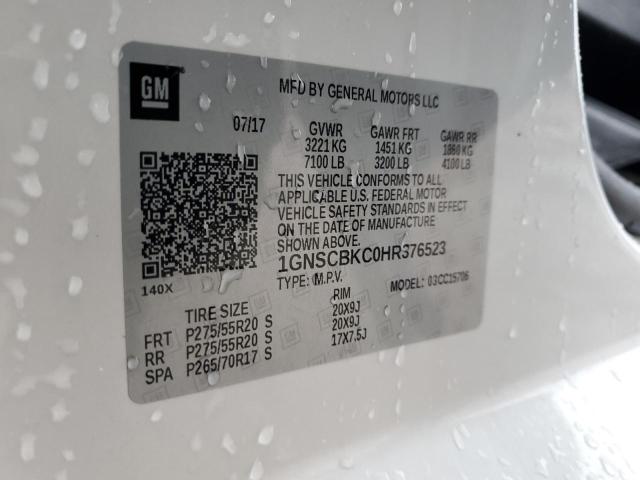 GM
MFD BY GENERAL MOTORS LLC
07/17 GVWR GAWR FRT GAWR RR
3221 KG 1451 KG 1860 KG
7100 LB 3200 LB 4100 LB
THIS VEHICLE CONFORMS TO ALL
APPLICABLE U.S. FEDERAL MOTOR
VEHICLE SAFETY STANDARDS IN EFFECT
ON THE DATE OF MANUFACTURE
SHOWN ABOVE.
1GNSCBKC0HR376523
140X TYPE: M.P.V. MODEL: 03CC15706
TIRE SIZE RIM
FRT P275/55R20 S 20X9J
RR P275/55R20 S 20X9J
SPA P265/70R17 S 17X7.5J